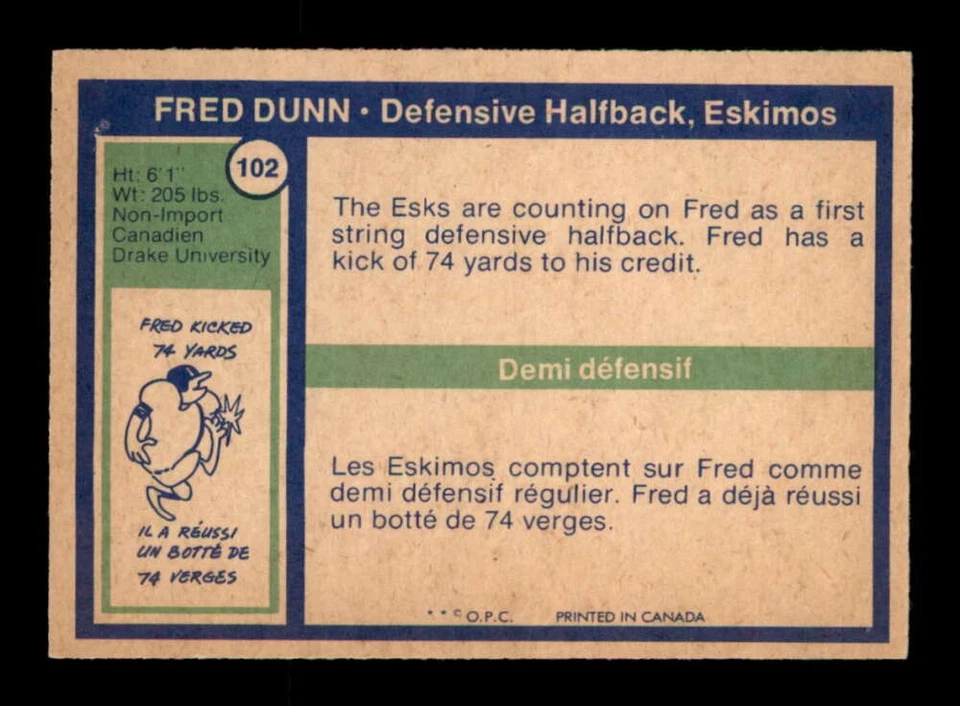 FRED DUNN • Defensive Halfback, Eskimos
102
Ht: 6'1"
Wt: 205 lbs.
Non-Import
Canadien
Drake University
FRED KICKED
74 YARDS
IL A RÉUSSI
UN BOTTÉ DE
74 VERGES
The Esks are counting on Fred as a first
string defensive halfback. Fred has a
kick of 74 yards to his credit.
Demi défensif
Les Eskimos comptent sur Fred comme
demi défensif régulier. Fred a déjà réussi
un botté de 74 verges.
* * © O.P.C. PRINTED IN CANADA